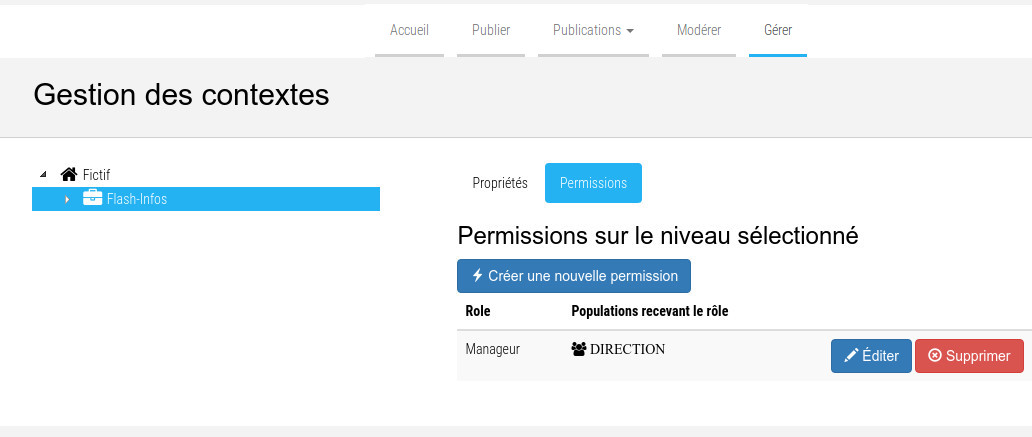 Accueil Publier Publications Modérer Gérer
Gestion des contextes
Fictif
Flash-Infos
Propriétés Permissions
Permissions sur le niveau sélectionné
Créer une nouvelle permission
Role Populations recevant le rôle
Manageur DIRECTION Éditer Supprimer